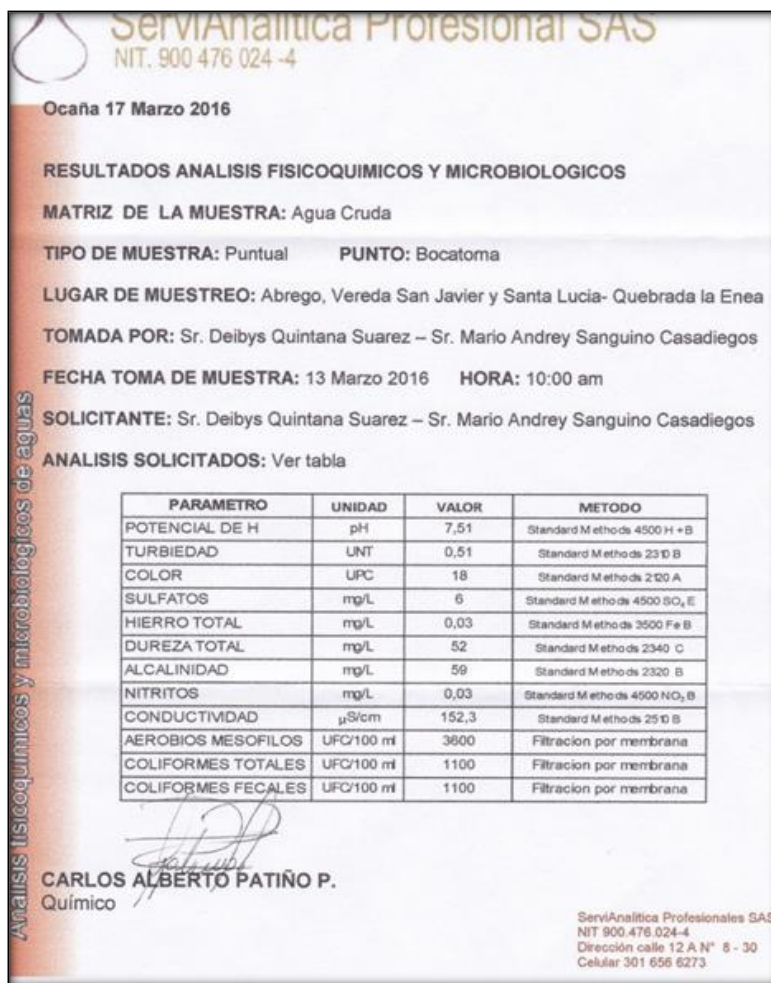 ServiAnalitica Profesional SAS
NIT. 900 476 024 -4
Ocaña 17 Marzo 2016
RESULTADOS ANALISIS FISICOQUIMICOS Y MICROBIOLOGICOS
MATRIZ DE LA MUESTRA: Agua Cruda
TIPO DE MUESTRA: Puntual PUNTO: Bocatoma
LUGAR DE MUESTREO: Abrego, Vereda San Javier y Santa Lucia- Quebrada la Enea
TOMADA POR: Sr. Deibys Quintana Suarez – Sr. Mario Andrey Sanguino Casadiegos
FECHA TOMA DE MUESTRA: 13 Marzo 2016 HORA: 10:00 am
SOLICITANTE: Sr. Deibys Quintana Suarez – Sr. Mario Andrey Sanguino Casadiegos
ANALISIS SOLICITADOS: Ver tabla
PARAMETRO UNIDAD VALOR METODO
POTENCIAL DE H pH 7,51 Standard Methods 4500 H +B
TURBIEDAD UNT 0,51 Standard Methods 2310 B
COLOR UPC 18 Standard Methods 2120 A
SULFATOS mg/L 6 Standard Methods 4500 SO₄ E
HIERRO TOTAL mg/L 0,03 Standard Methods 3500 Fe B
DUREZA TOTAL mg/L 52 Standard Methods 2340 C
ALCALINIDAD mg/L 59 Standard Methods 2320 B
NITRITOS mg/L 0,03 Standard Methods 4500 NO₂ B
CONDUCTIVIDAD µS/cm 152,3 Standard Methods 2510 B
AEROBIOS MESOFILOS UFC/100 ml 3600 Filtracion por membrana
COLIFORMES TOTALES UFC/100 ml 1100 Filtracion por membrana
COLIFORMES FECALES UFC/100 ml 1100 Filtracion por membrana
CARLOS ALBERTO PATIÑO P.
Químico
ServiAnalitica Profesionales SAS
NIT 900.476.024-4
Dirección calle 12 A N° 8 - 30
Celular 301 656 6273
Analisis fisicoquimicos y microbiológicos de aguas